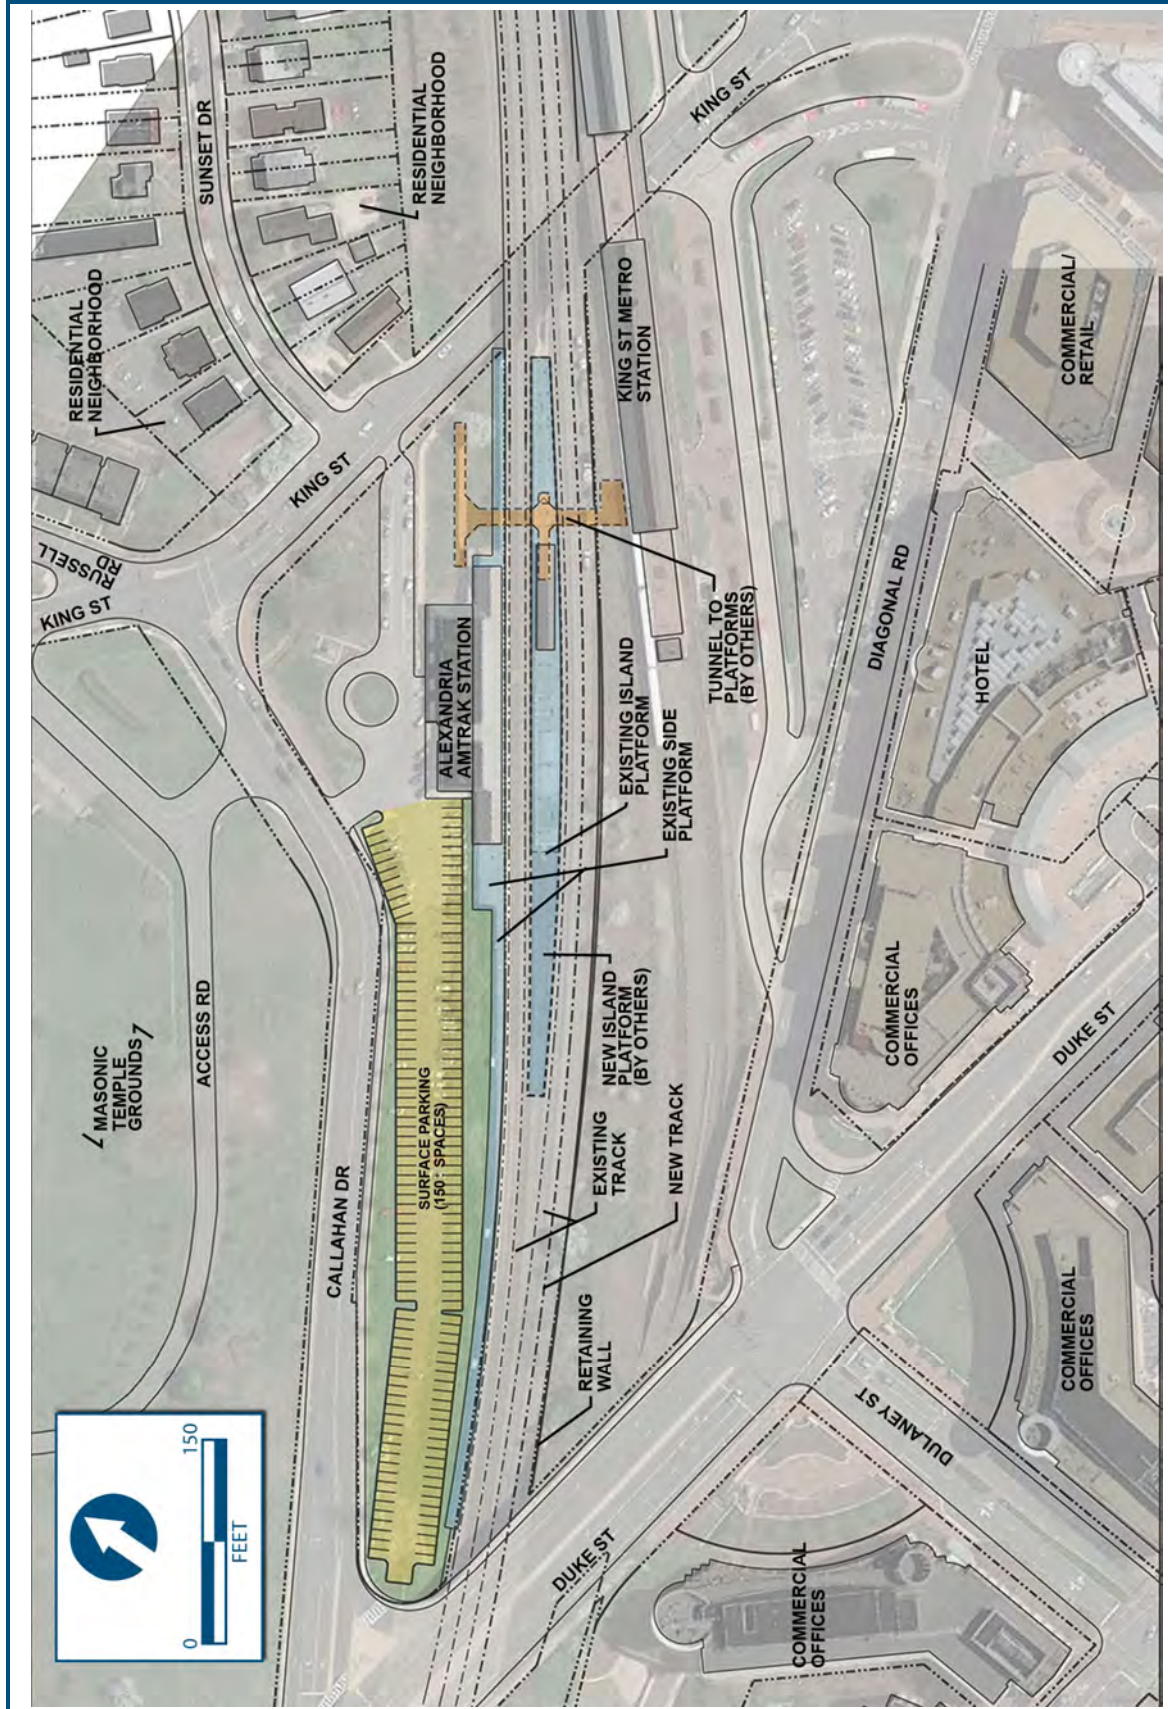 SUNSET DR
RESIDENTIAL
NEIGHBORHOOD
RESIDENTIAL
NEIGHBORHOOD
KING ST
KING ST
RUSSELL
RD
KING ST
KING ST METRO
STATION
COMMERCIAL/
RETAIL
DIAGONAL RD
HOTEL
TUNNEL TO
PLATFORMS
(BY OTHERS)
ALEXANDRIA
AMTRAK STATION
EXISTING ISLAND
PLATFORM
EXISTING SIDE
PLATFORM
MASONIC
TEMPLE
GROUNDS
ACCESS RD
CALLAHAN DR
SURFACE PARKING
(150± SPACES)
NEW ISLAND
PLATFORM
(BY OTHERS)
EXISTING
TRACK
NEW TRACK
RETAINING
WALL
COMMERCIAL
OFFICES
DUKE ST
COMMERCIAL
OFFICES
DULANEY ST
DUKE ST
COMMERCIAL
OFFICES
0
150
FEET